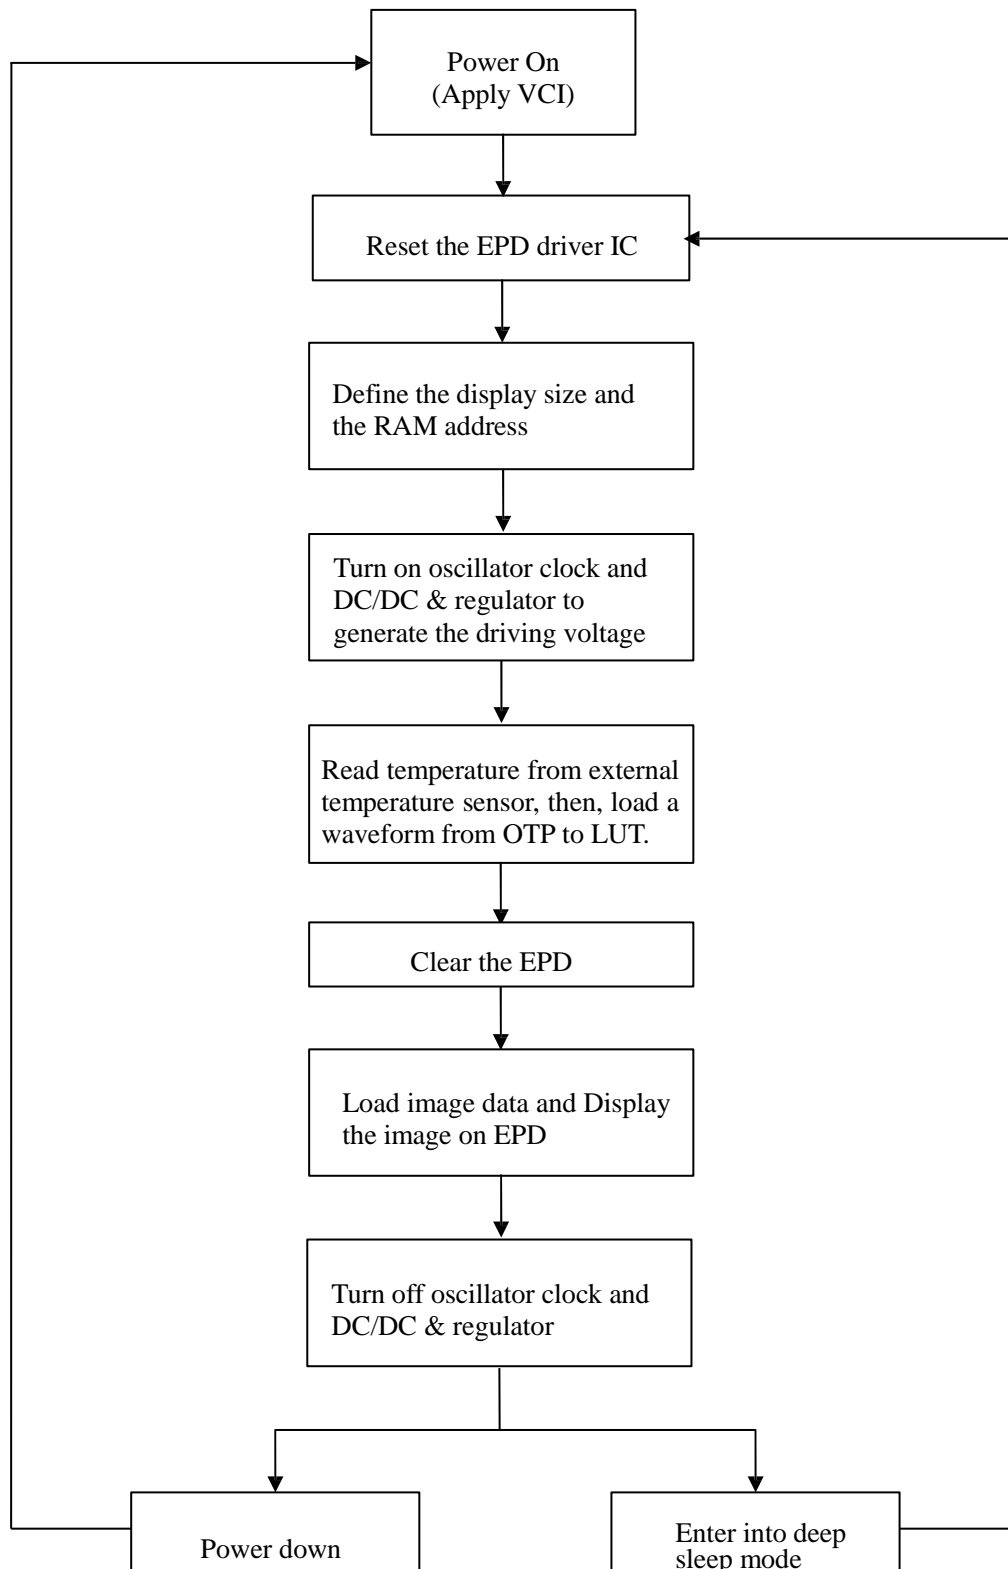 Power On
(Apply VCI)
Reset the EPD driver IC
Define the display size and
the RAM address
Turn on oscillator clock and
DC/DC & regulator to
generate the driving voltage
Read temperature from external
temperature sensor, then, load a
waveform from OTP to LUT.
Clear the EPD
Load image data and Display
the image on EPD
Turn off oscillator clock and
DC/DC & regulator
Power down
Enter into deep
sleep mode